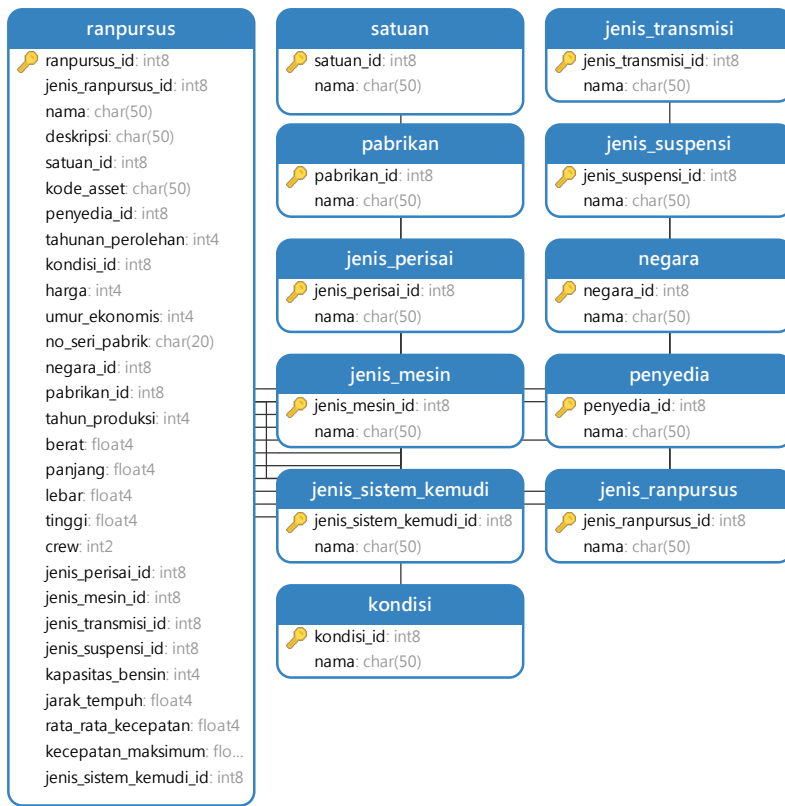 ranpursus
ranpursus_id: int8
jenis_ranpursus_id: int8
nama: char(50)
deskripsi: char(50)
satuan_id: int8
kode_asset: char(50)
penyedia_id: int8
tahunan_perolehan: int4
kondisi_id: int8
harga: int4
umur_ekonomis: int4
no_seri_pabrik: char(20)
negara_id: int8
pabrikan_id: int8
tahun_produksi: int4
berat: float4
panjang: float4
lebar: float4
tinggi: float4
crew: int2
jenis_perisai_id: int8
jenis_mesin_id: int8
jenis_transmisi_id: int8
jenis_suspensi_id: int8
kapasitas_bensin: int4
jarak_tempuh: float4
rata_rata_kecepatan: float4
kecepatan_maksimum: flo...
jenis_sistem_kemudi_id: int8
satuan
satuan_id: int8
nama: char(50)
pabrikan
pabrikan_id: int8
nama: char(50)
jenis_perisai
jenis_perisai_id: int8
nama: char(50)
jenis_mesin
jenis_mesin_id: int8
nama: char(50)
jenis_sistem_kemudi
jenis_sistem_kemudi_id: int8
nama: char(50)
kondisi
kondisi_id: int8
nama: char(50)
jenis_transmisi
jenis_transmisi_id: int8
nama: char(50)
jenis_suspensi
jenis_suspensi_id: int8
nama: char(50)
negara
negara_id: int8
nama: char(50)
penyedia
penyedia_id: int8
nama: char(50)
jenis_ranpursus
jenis_ranpursus_id: int8
nama: char(50)